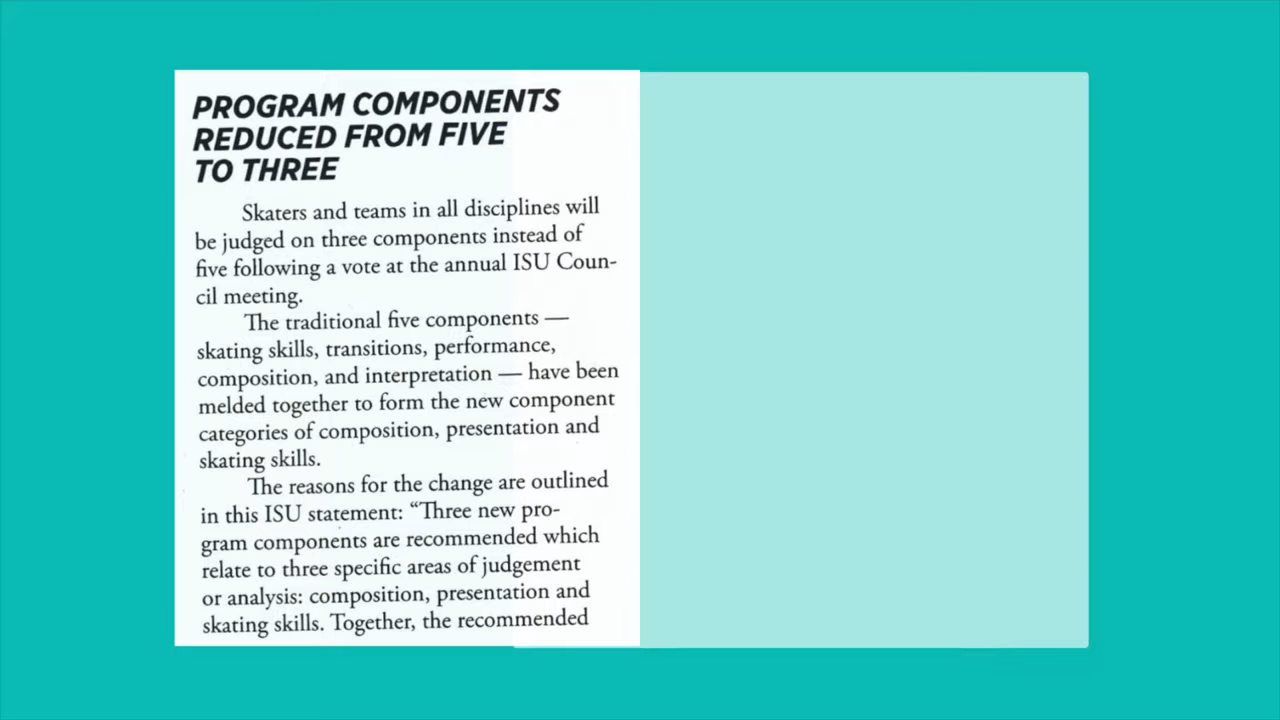 PROGRAM COMPONENTS
REDUCED FROM FIVE
TO THREE
Skaters and teams in all disciplines will
be judged on three components instead of
five following a vote at the annual ISU Coun-
cil meeting.
The traditional five components —
skating skills, transitions, performance,
composition, and interpretation — have been
melded together to form the new component
categories of composition, presentation and
skating skills.
The reasons for the change are outlined
in this ISU statement: “Three new pro-
gram components are recommended which
relate to three specific areas of judgement
or analysis: composition, presentation and
skating skills. Together, the recommended